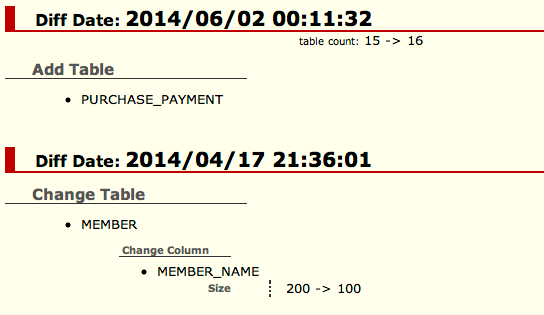 Diff Date: 2014/06/02 00:11:32
table count: 15 -> 16
Add Table
PURCHASE_PAYMENT
Diff Date: 2014/04/17 21:36:01
Change Table
MEMBER
Change Column
MEMBER_NAME
Size 200 -> 100